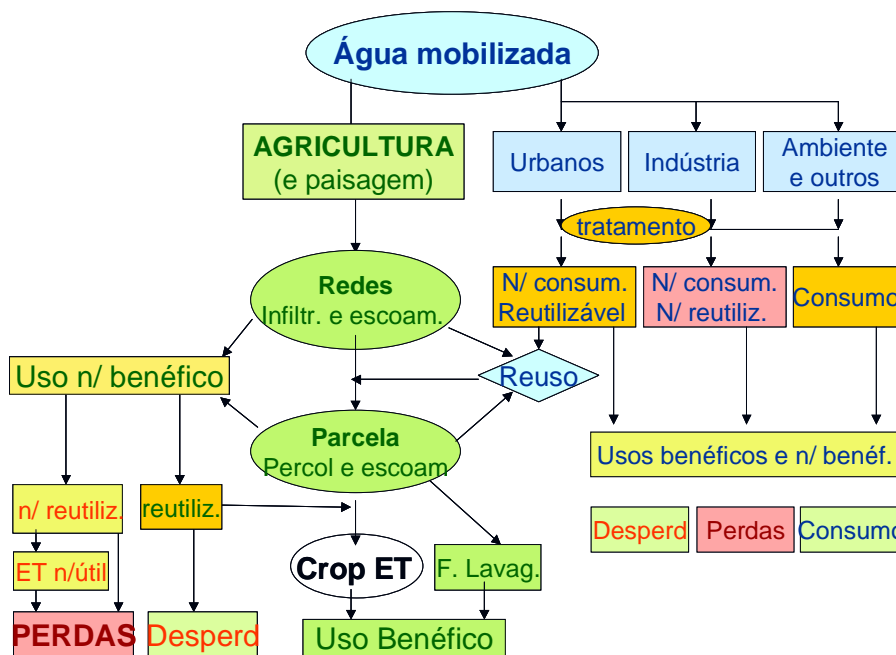 Água mobilizada
AGRICULTURA
(e paisagem)
Urbanos
Indústria
Ambiente
e outros
tratamento
Redes
Infiltr. e escoam.
N/ consum.
Reutilizável
N/ consum.
N/ reutiliz.
Consumo
Uso n/ benéfico
Reuso
Parcela
Percol e escoam
Usos benéficos e n/ benéf.
n/ reutiliz.
reutiliz.
Desperd
Perdas
Consumo
ET n/útil
Crop ET
F. Lavag.
PERDAS
Desperd
Uso Benéfico